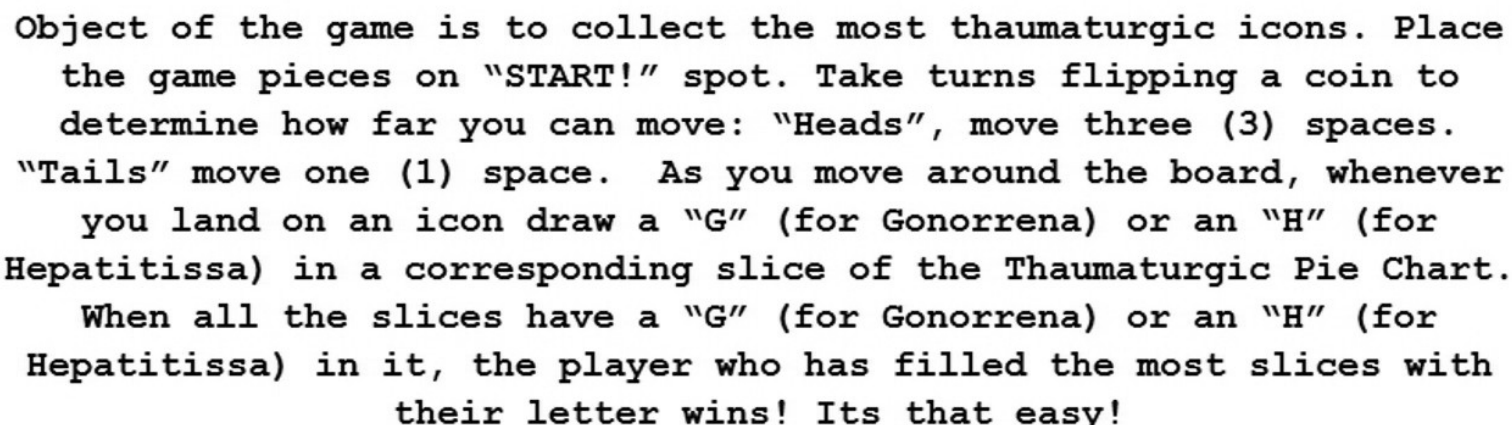 Object of the game is to collect the most thaumaturgic icons. Place
the game pieces on “START!” spot. Take turns flipping a coin to
determine how far you can move: “Heads”, move three (3) spaces.
“Tails” move one (1) space.  As you move around the board, whenever
you land on an icon draw a “G” (for Gonorrena) or an “H” (for
Hepatitissa) in a corresponding slice of the Thaumaturgic Pie Chart.
When all the slices have a “G” (for Gonorrena) or an “H” (for
Hepatitissa) in it, the player who has filled the most slices with
their letter wins! Its that easy!